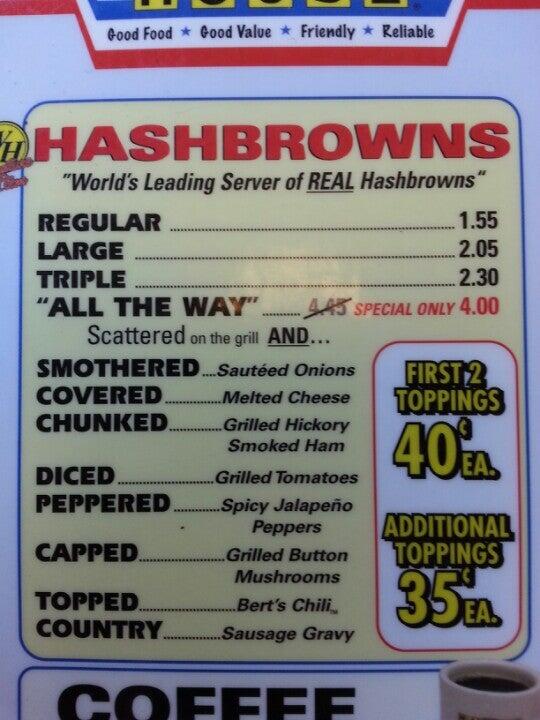 HOUSE®
Good Food ★ Good Value ★ Friendly ★ Reliable
WH
HASHBROWNS
"World's Leading Server of REAL Hashbrowns"
REGULAR 1.55
LARGE 2.05
TRIPLE 2.30
"ALL THE WAY" 4.45 SPECIAL ONLY 4.00
Scattered on the grill AND...
SMOTHERED Sautéed Onions
COVERED Melted Cheese
CHUNKED Grilled Hickory
Smoked Ham
DICED Grilled Tomatoes
PEPPERED Spicy Jalapeño
Peppers
CAPPED Grilled Button
Mushrooms
TOPPED Bert's Chili™
COUNTRY Sausage Gravy
FIRST 2
TOPPINGS
40¢ EA.
ADDITIONAL
TOPPINGS
35¢ EA.
COFFEE